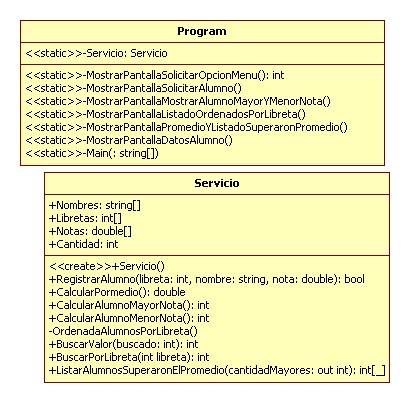 Program
<<static>>-Servicio: Servicio
<<static>>-MostrarPantallaSolicitarOpcionMenu(): int
<<static>>-MostrarPantallaSolicitarAlumno()
<<static>>-MostrarPantallaMostrarAlumnoMayorYMenorNota()
<<static>>-MostrarPantallaListadoOrdenadosPorLibreta()
<<static>>-MostrarPantallaPromedioYListadoSuperaronPromedio()
<<static>>-MostrarPantallaDatosAlumno()
<<static>>-Main(: string[])
Servicio
+Nombres: string[]
+Libretas: int[]
+Notas: double[]
+Cantidad: int
<<create>>+Servicio()
+RegistrarAlumno(libreta: int, nombre: string, nota: double): bool
+CalcularPormedio(): double
+CalcularAlumnoMayorNota(): int
+CalcularAlumnoMenorNota(): int
-OrdenadaAlumnosPorLibreta()
+BuscarValor(buscado: int): int
+BuscarPorLibreta(int libreta): int
+ListarAlumnosSuperaronElPromedio(cantidadMayores: out int): int[_]